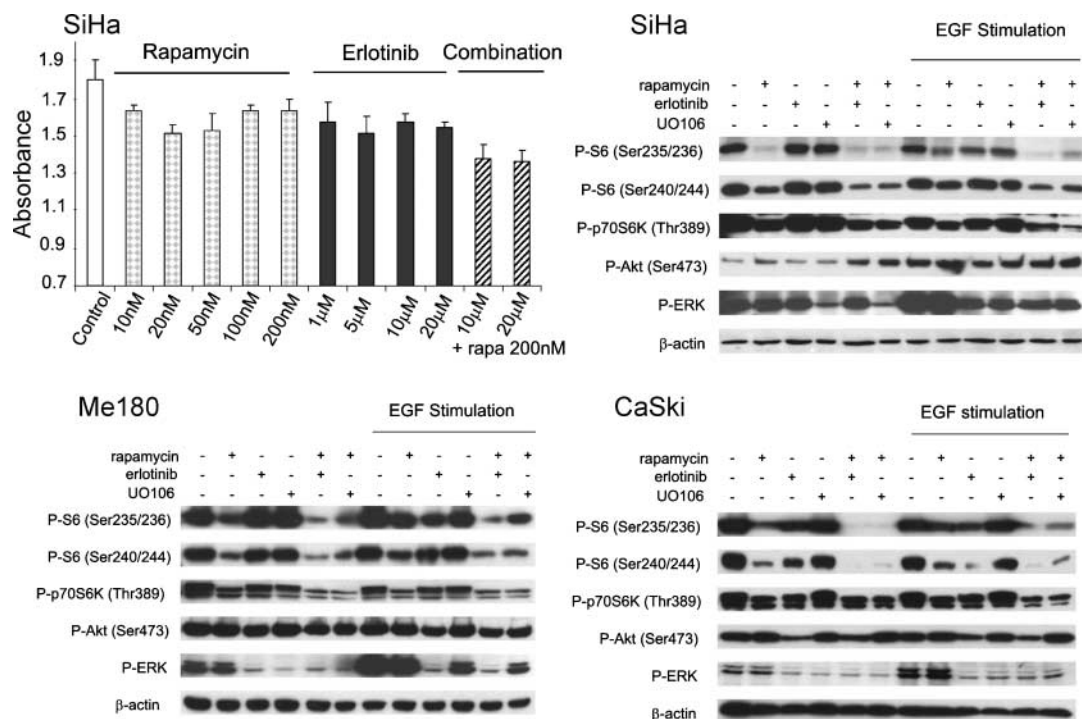 SiHa
Rapamycin Erlotinib Combination
Absorbance
1.9
1.7
1.5
1.3
1.1
0.9
0.7
Control 10nM 20nM 50nM 100nM 200nM 1μM 5μM 10μM 20μM 10μM 20μM
+ rapa 200nM
SiHa
EGF Stimulation
rapamycin - + - - + + - + - - + +
erlotinib - - + - + - - - + - + -
UO106 - - - + - + - - - + - +
P-S6 (Ser235/236)
P-S6 (Ser240/244)
P-p70S6K (Thr389)
P-Akt (Ser473)
P-ERK
β-actin
Me180
EGF Stimulation
rapamycin - + - - + + - + - - + +
erlotinib - - + - + - - - + - + -
UO106 - - - + - + - - - + - +
P-S6 (Ser235/236)
P-S6 (Ser240/244)
P-p70S6K (Thr389)
P-Akt (Ser473)
P-ERK
β-actin
CaSki
EGF stimulation
rapamycin - + - - + + - + - - + +
erlotinib - - + - + - - - + - + -
UO106 - - - + - + - - - + - +
P-S6 (Ser235/236)
P-S6 (Ser240/244)
P-p70S6K (Thr389)
P-Akt (Ser473)
P-ERK
β-actin